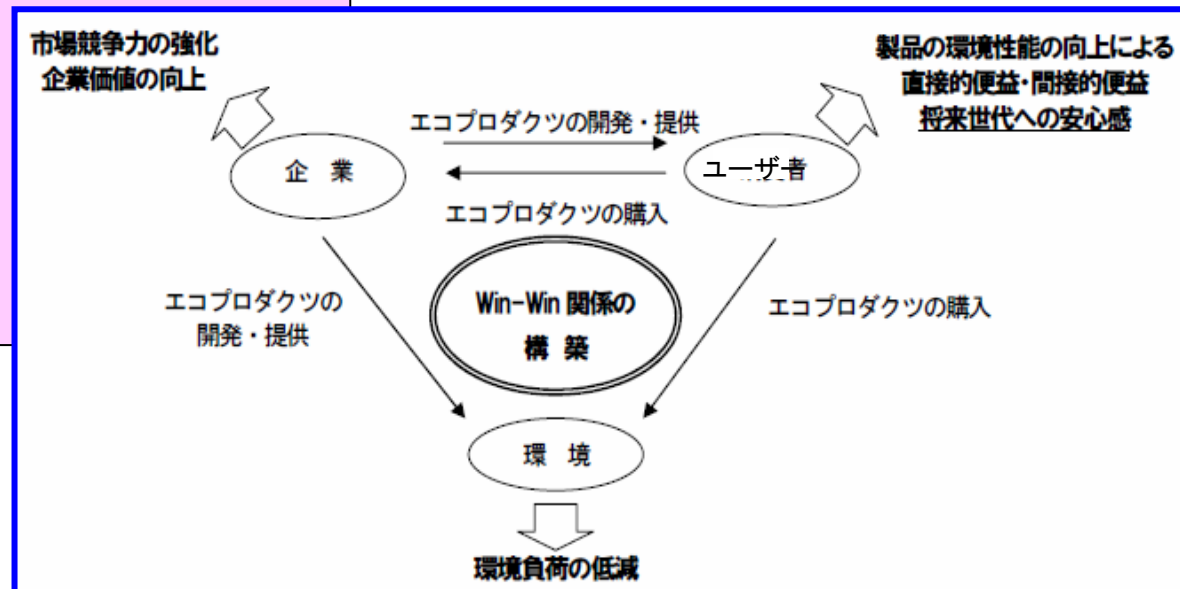 市場競争力の強化
企業価値の向上
製品の環境性能の向上による
直接的便益・間接的便益
将来世代への安心感
エコプロダクツの開発・提供
企 業
ユーザー
エコプロダクツの購入
エコプロダクツの
開発・提供
Win-Win 関係の
構 築
エコプロダクツの購入
環 境
環境負荷の低減